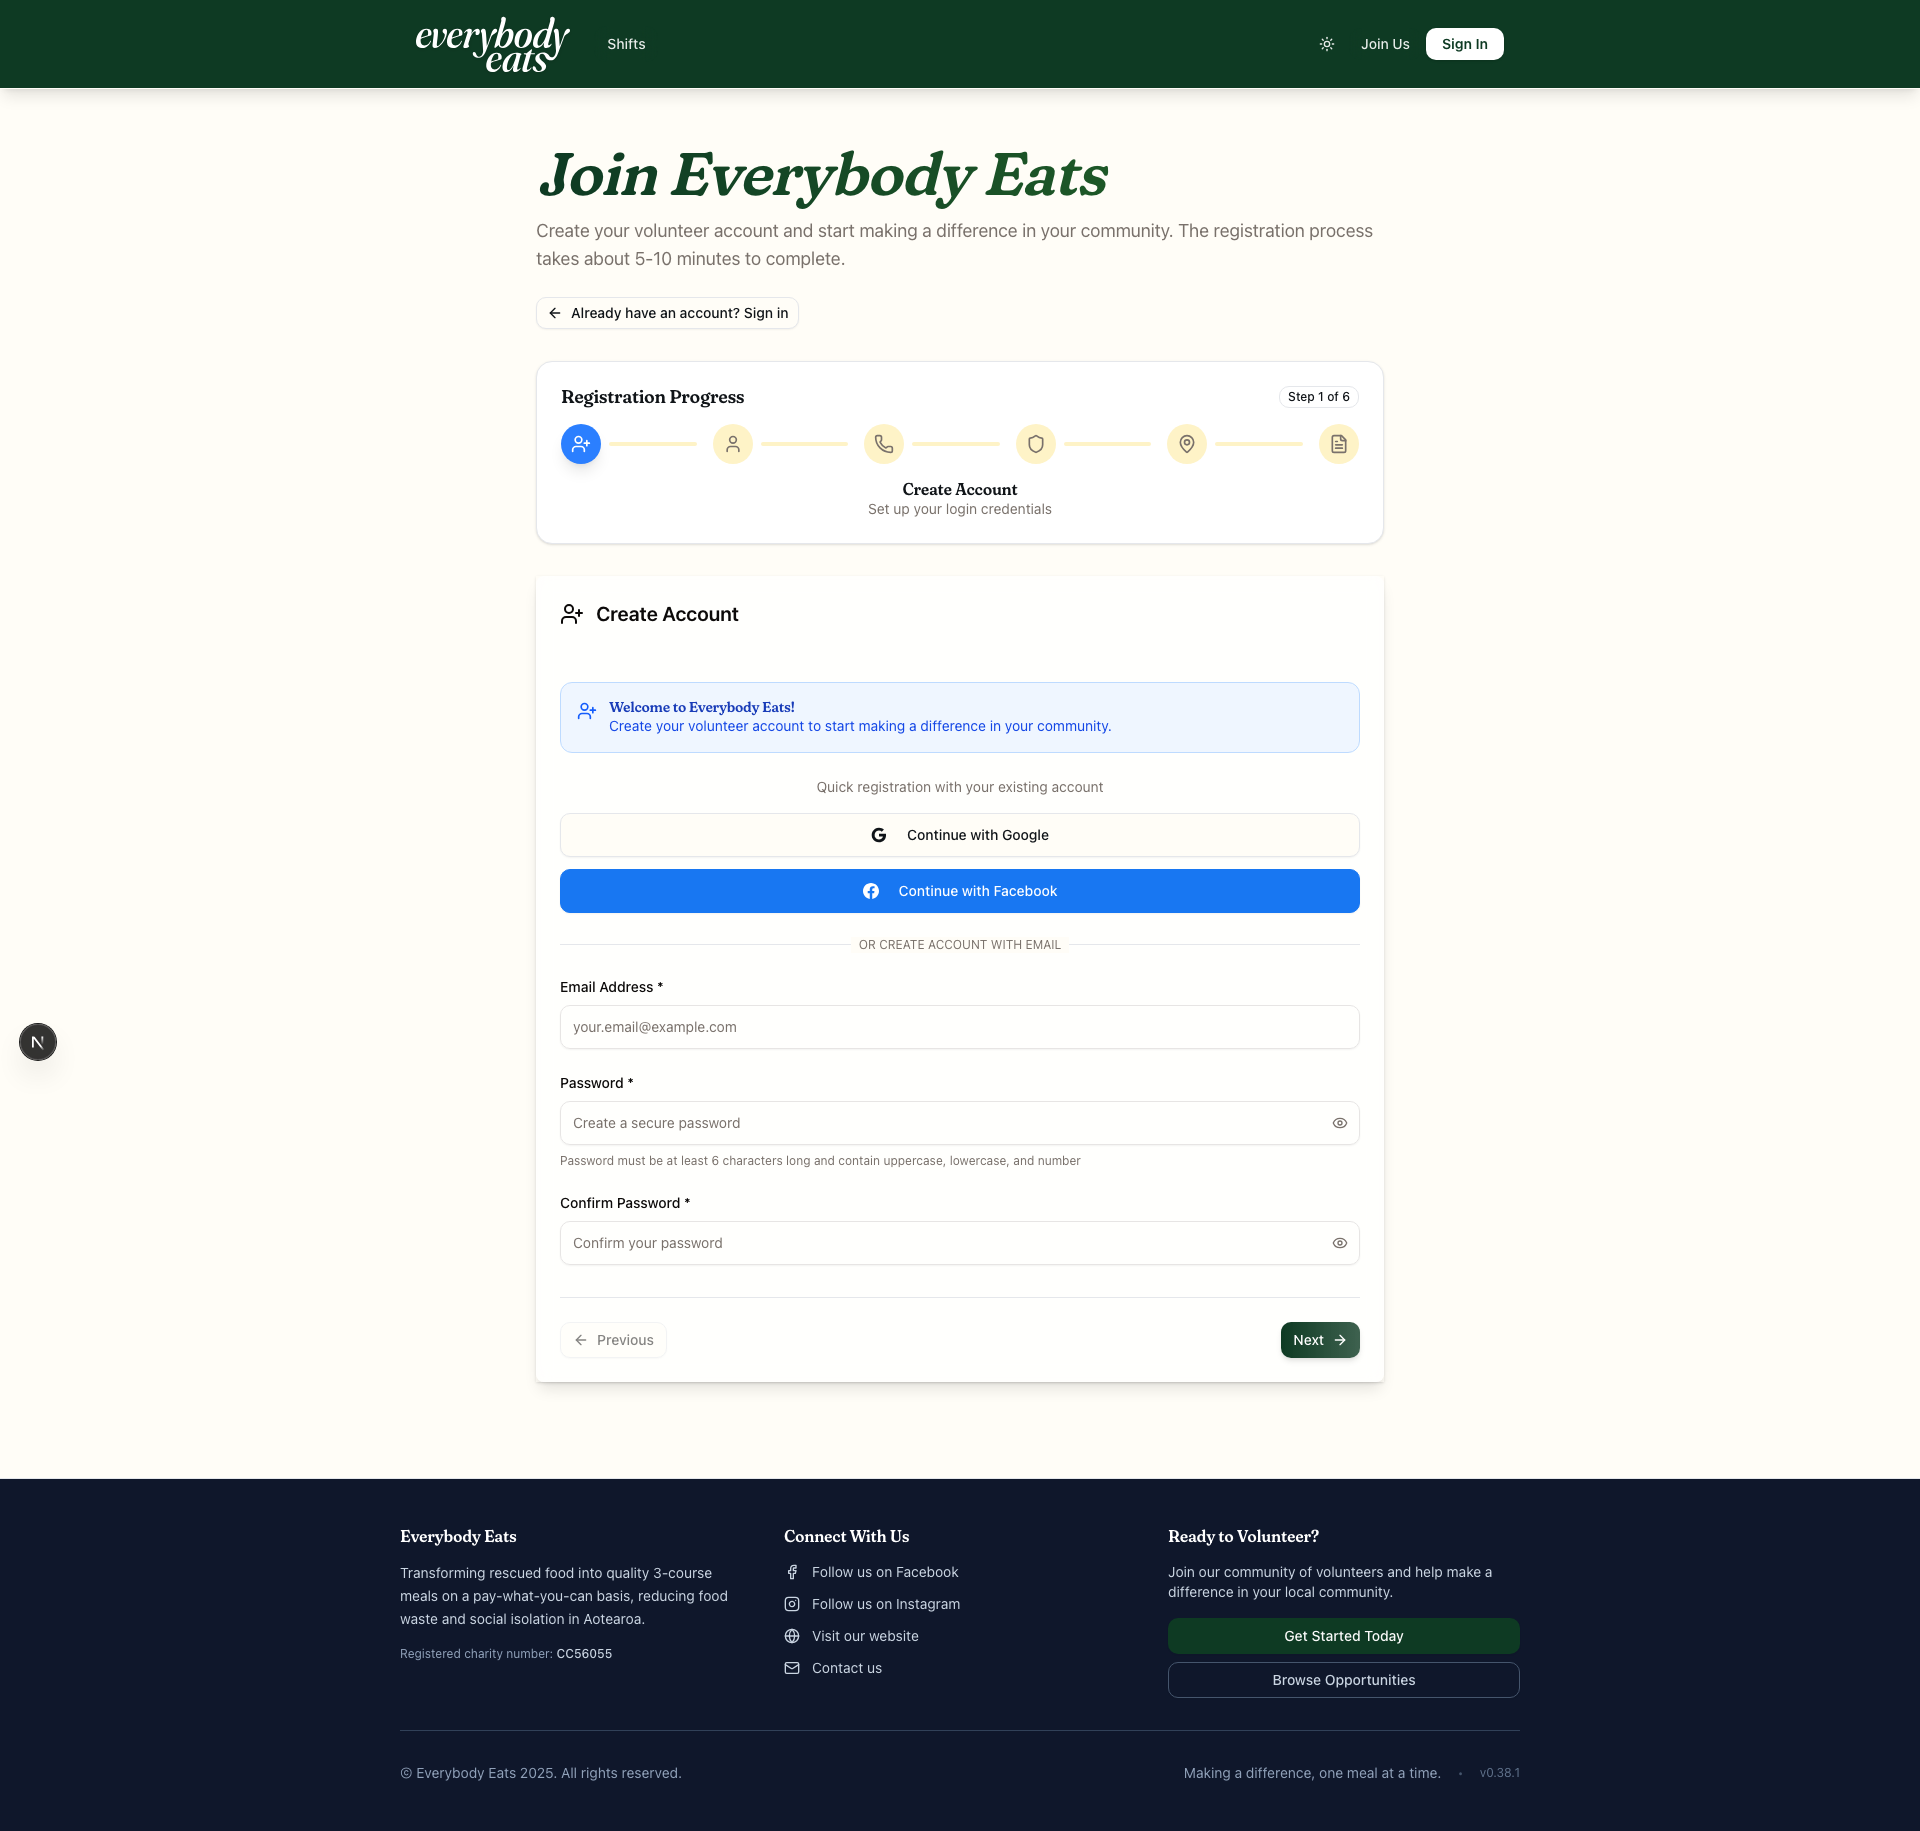 everybody
eats
Shifts
Join Us
Sign In
Join Everybody Eats
Create your volunteer account and start making a difference in your community. The registration process
takes about 5-10 minutes to complete.
Already have an account? Sign in
Registration Progress
Step 1 of 6
Create Account
Set up your login credentials
Create Account
Welcome to Everybody Eats!
Create your volunteer account to start making a difference in your community.
Quick registration with your existing account
Continue with Google
Continue with Facebook
OR CREATE ACCOUNT WITH EMAIL
Email Address *
your.email@example.com
Password *
Create a secure password
Password must be at least 6 characters long and contain uppercase, lowercase, and number
Confirm Password *
Confirm your password
Previous
Next
Everybody Eats
Transforming rescued food into quality 3-course
meals on a pay-what-you-can basis, reducing food
waste and social isolation in Aotearoa.
Registered charity number: CC56055
Connect With Us
Follow us on Facebook
Follow us on Instagram
Visit our website
Contact us
Ready to Volunteer?
Join our community of volunteers and help make a
difference in your local community.
Get Started Today
Browse Opportunities
© Everybody Eats 2025. All rights reserved.
Making a difference, one meal at a time. • v0.38.1